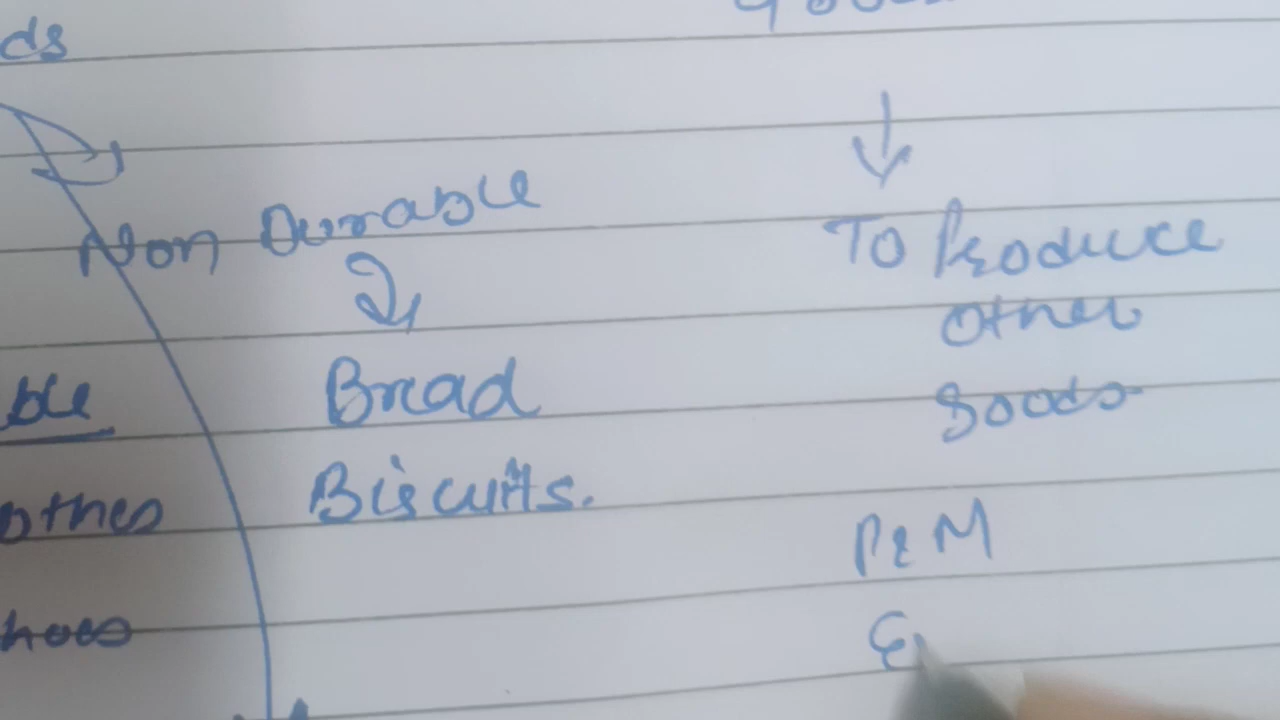 ds
Non Durable
To Produce
Other
Goods
ble
Bread
Biscuits.
othes
hoes
P&M